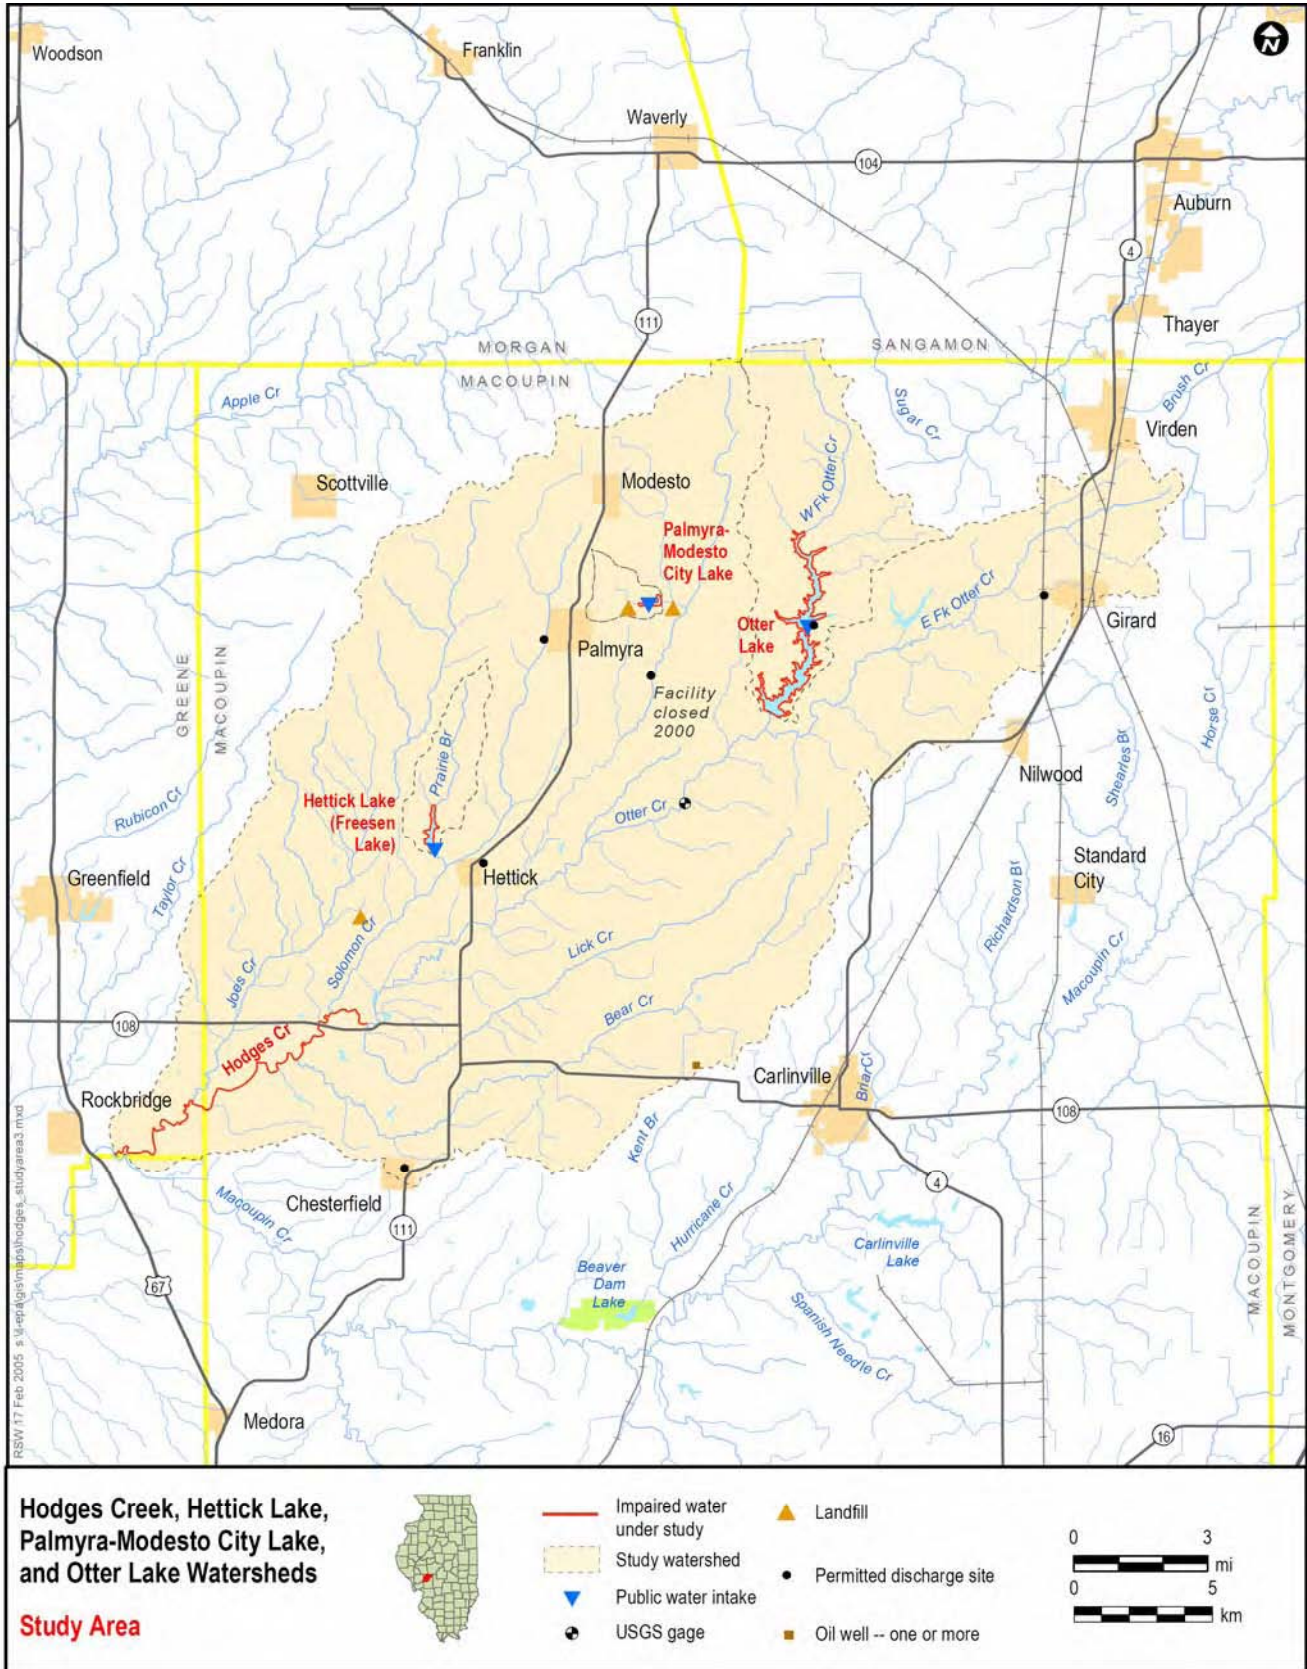 Woodson
Franklin
N
Waverly
104
Auburn
4
Thayer
111
MORGAN
SANGAMON
MACOUPIN
Apple Cr
Sugar Cr
Brush Cr
Virden
W Fk Otter Cr
Scottville
Modesto
Palmyra-
Modesto
City Lake
E Fk Otter Cr
Girard
Otter
Lake
Palmyra
GREENE
MACOUPIN
Facility
closed
2000
Horse Cr
Prairie Br
Shearles Br
Nilwood
Hettick Lake
(Freesen
Lake)
Rubicon Cr
Otter Cr
Standard
City
Greenfield
Taylor Cr
Hettick
Richardson Br
Solomon Cr
Lick Cr
Joes Cr
Macoupin Cr
Bear Cr
108
Hodges Cr
Carlinville
Briar Cr
Rockbridge
108
Kent Br
Chesterfield
4
Macoupin Cr
111
Hurricane Cr
Carlinville
Lake
MACOUPIN
MONTGOMERY
Beaver
Dam
Lake
67
Spanish Needle Cr
Medora
16
RSW 17 Feb 2005
Hodges Creek, Hettick Lake,
Palmyra-Modesto City Lake,
and Otter Lake Watersheds
Study Area
Impaired water
under study
Study watershed
Public water intake
USGS gage
Landfill
Permitted discharge site
Oil well -- one or more
0 3
mi
0 5
km